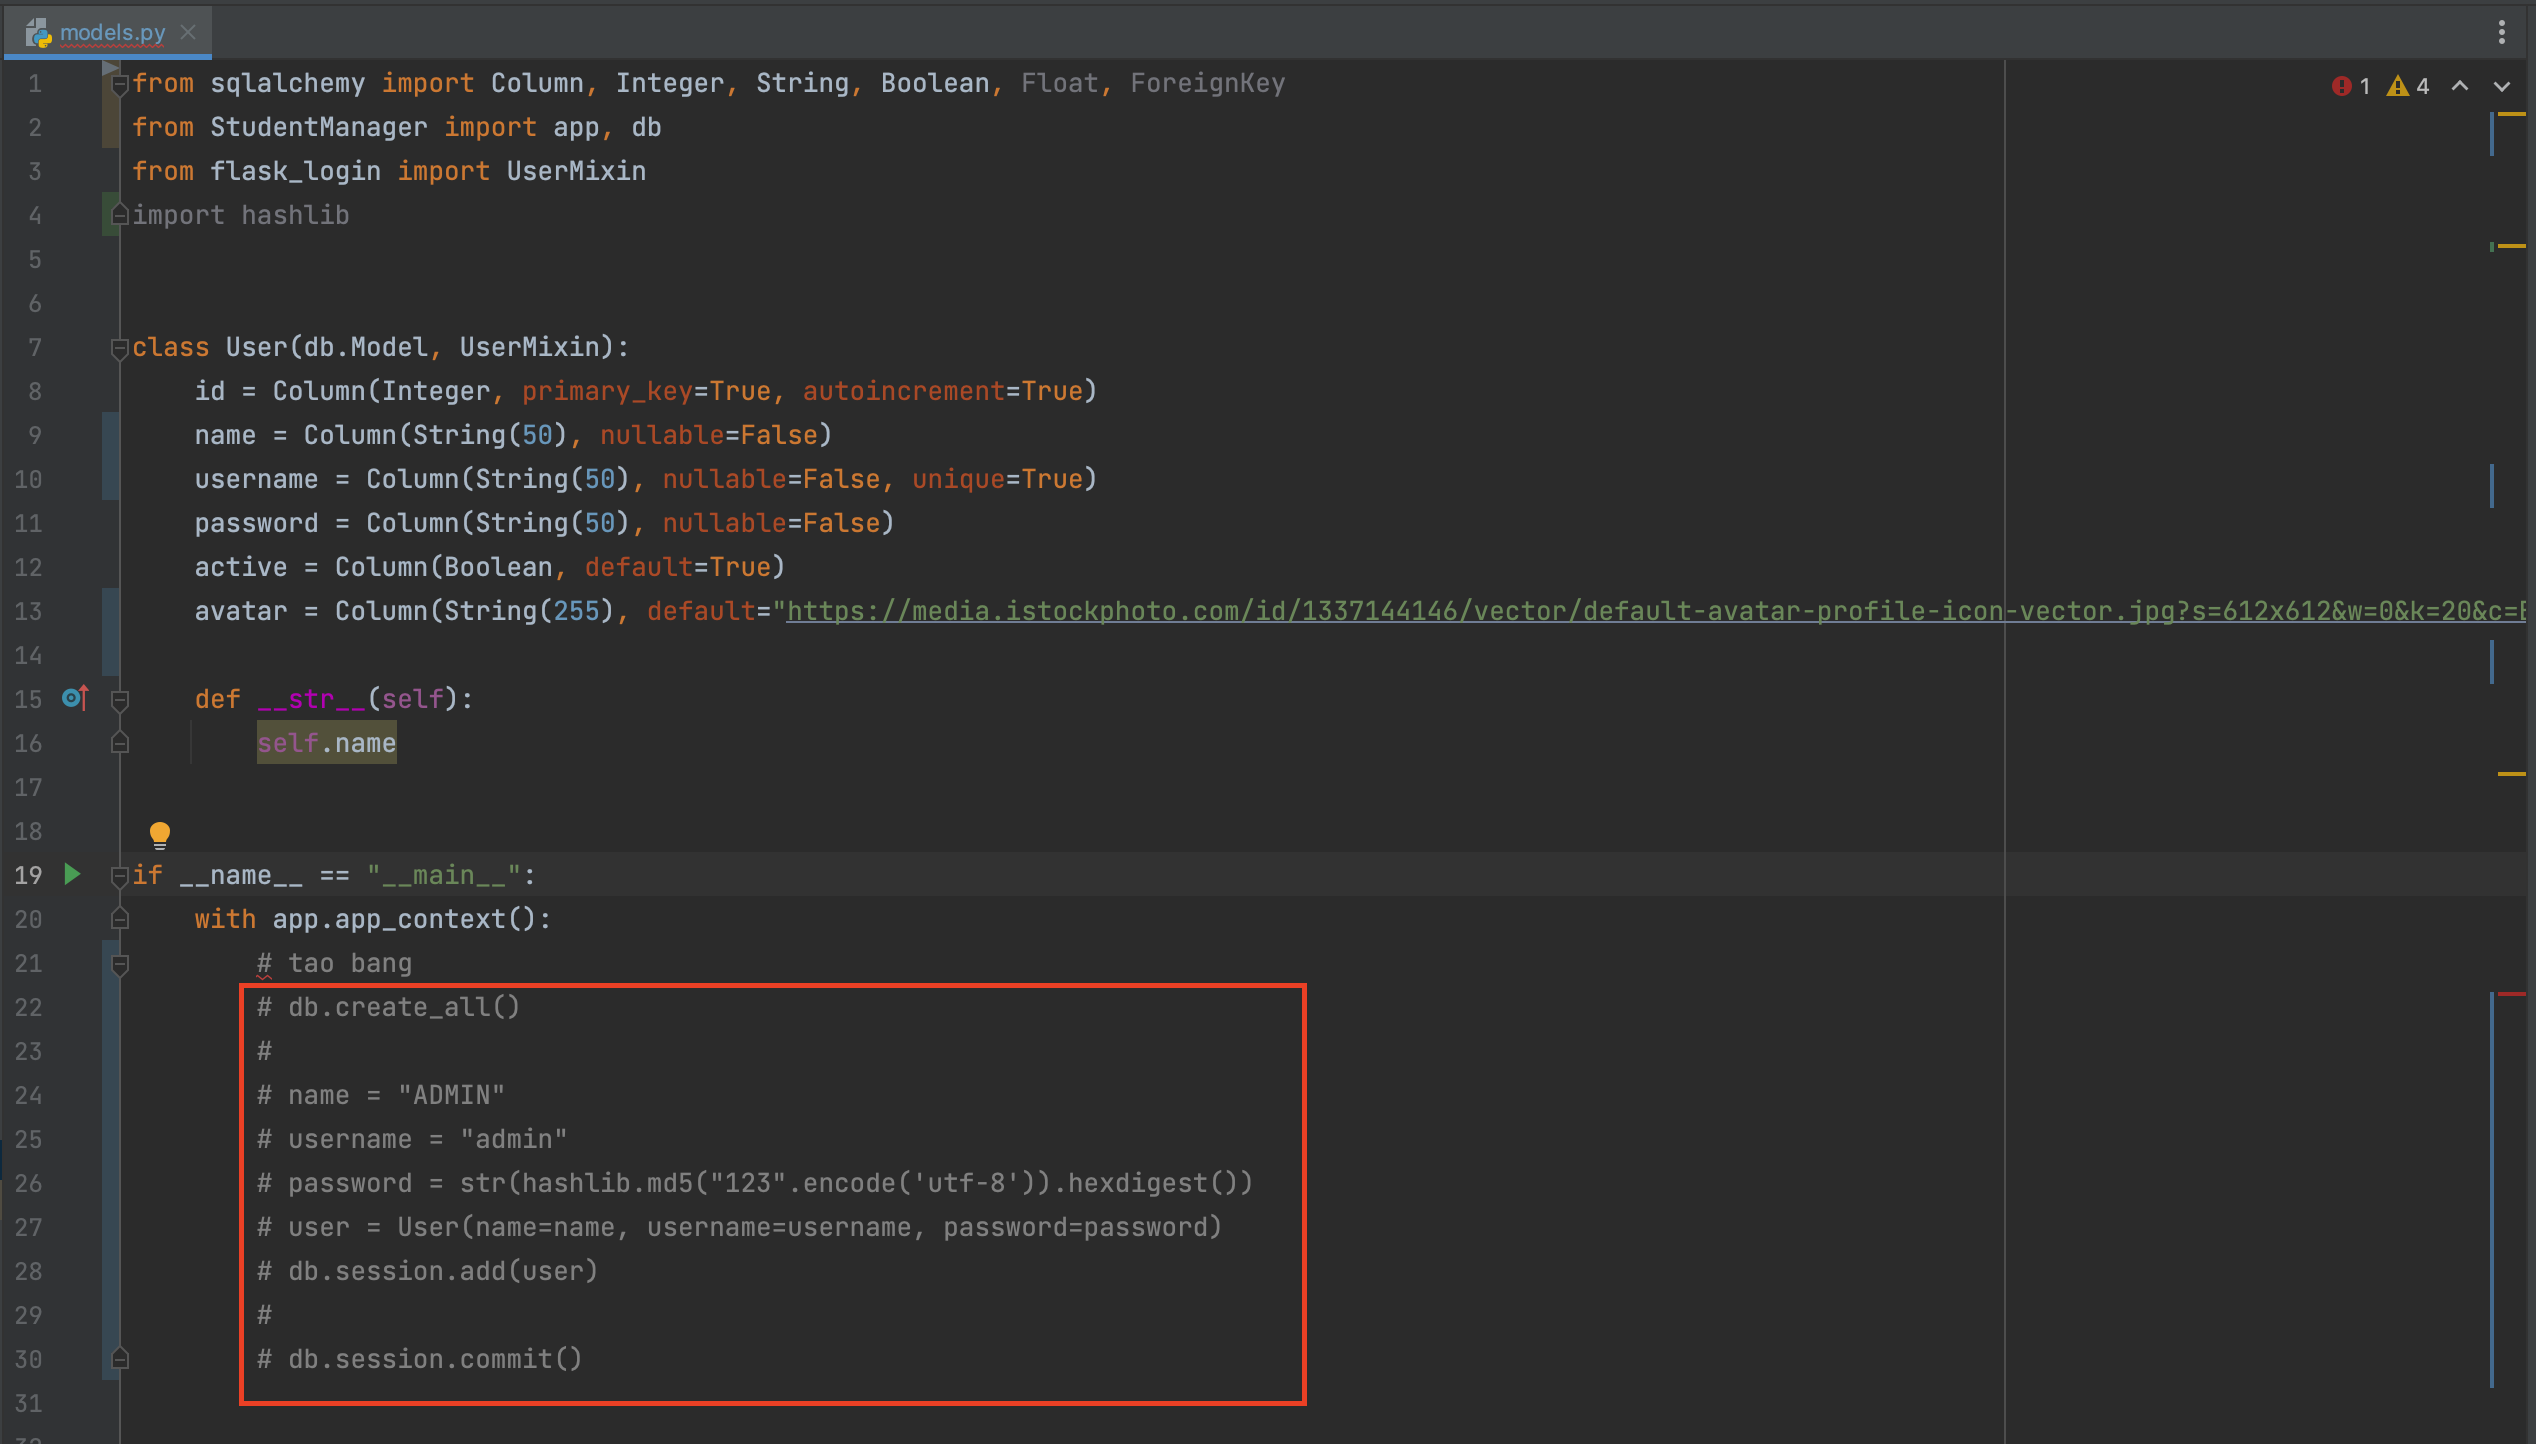 models.py
1 4
1 from sqlalchemy import Column, Integer, String, Boolean, Float, ForeignKey
2 from StudentManager import app, db
3 from flask_login import UserMixin
4 import hashlib
5
6
7 class User(db.Model, UserMixin):
8 id = Column(Integer, primary_key=True, autoincrement=True)
9 name = Column(String(50), nullable=False)
10 username = Column(String(50), nullable=False, unique=True)
11 password = Column(String(50), nullable=False)
12 active = Column(Boolean, default=True)
13 avatar = Column(String(255), default="https://media.istockphoto.com/id/1337144146/vector/default-avatar-profile-icon-vector.jpg?s=612x612&w=0&k=20&c=
14
15 def __str__(self):
16 self.name
17
18
19 if __name__ == "__main__":
20 with app.app_context():
21 # tao bang
22 # db.create_all()
23 #
24 # name = "ADMIN"
25 # username = "admin"
26 # password = str(hashlib.md5("123".encode('utf-8')).hexdigest())
27 # user = User(name=name, username=username, password=password)
28 # db.session.add(user)
29 #
30 # db.session.commit()
31